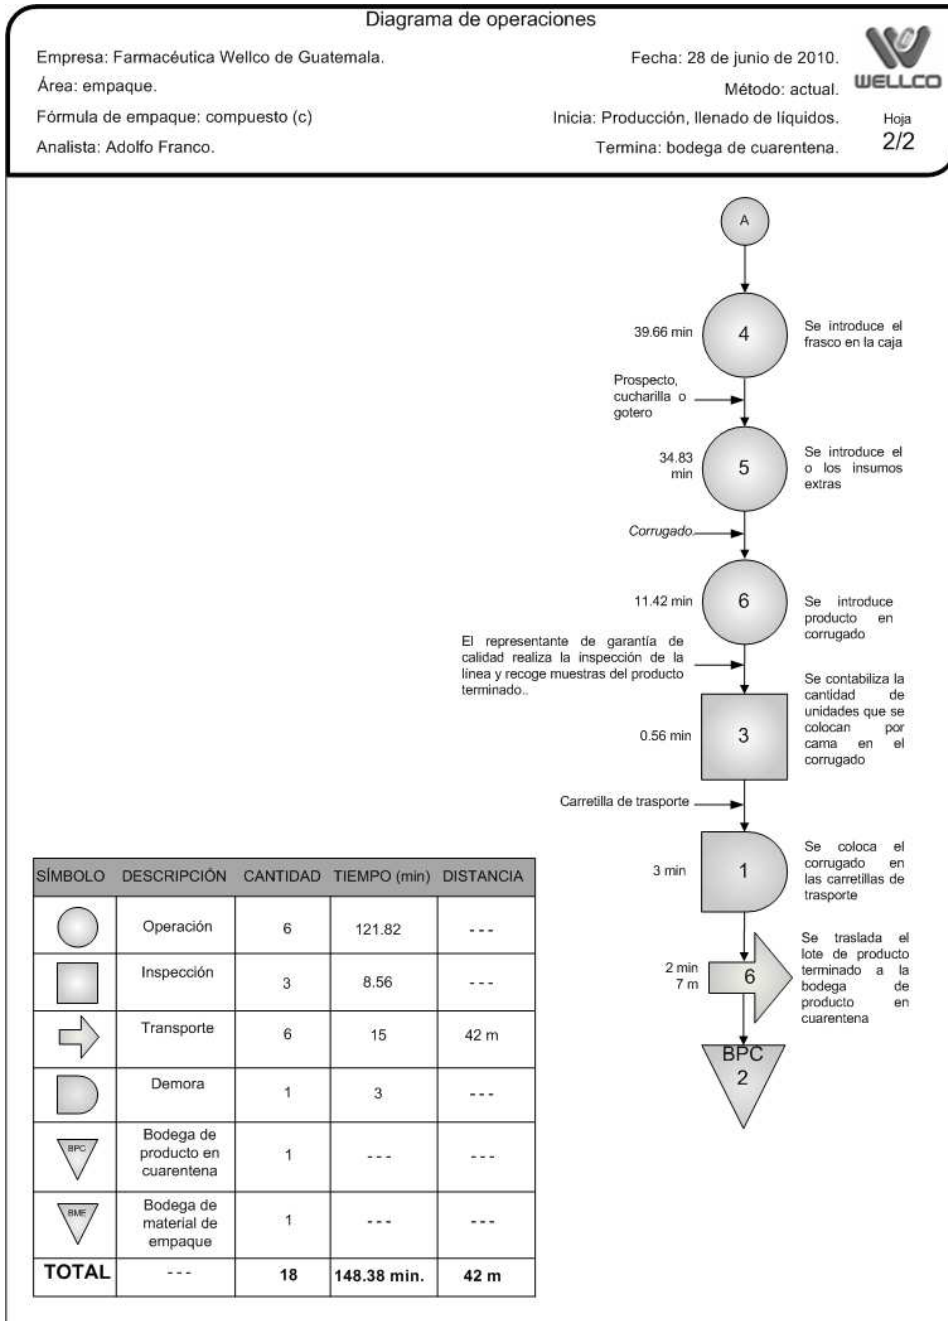 Diagrama de operaciones
Empresa: Farmacéutica Wellco de Guatemala.
Fecha: 28 de junio de 2010.
WELLCO
Área: empaque.
Método: actual.
Fórmula de empaque: compuesto (c)
Inicia: Producción, llenado de líquidos.
Hoja
2/2
Analista: Adolfo Franco.
Termina: bodega de cuarentena.
A
39.66 min
4
Se introduce el
frasco en la caja
Prospecto,
cucharilla o
gotero
34.83
min
5
Se introduce el
o los insumos
extras
Corrugado
11.42 min
6
Se introduce
producto en
corrugado
El representante de garantía de
calidad realiza la inspección de la
línea y recoge muestras del producto
terminado..
0.56 min
3
Se contabiliza la
cantidad de
unidades que se
colocan por
cama en el
corrugado
Carretilla de trasporte
3 min
1
Se coloca el
corrugado en
las carretillas de
trasporte
2 min
7 m
6
Se traslada el
lote de producto
terminado a la
bodega de
producto en
cuarentena
BPC
2
SÍMBOLO DESCRIPCIÓN CANTIDAD TIEMPO (min) DISTANCIA
Operación 6 121.82 ---
Inspección 3 8.56 ---
Transporte 6 15 42 m
Demora 1 3 ---
BPC
Bodega de
producto en
cuarentena
1 --- ---
BME
Bodega de
material de
empaque
1 --- ---
TOTAL --- 18 148.38 min. 42 m